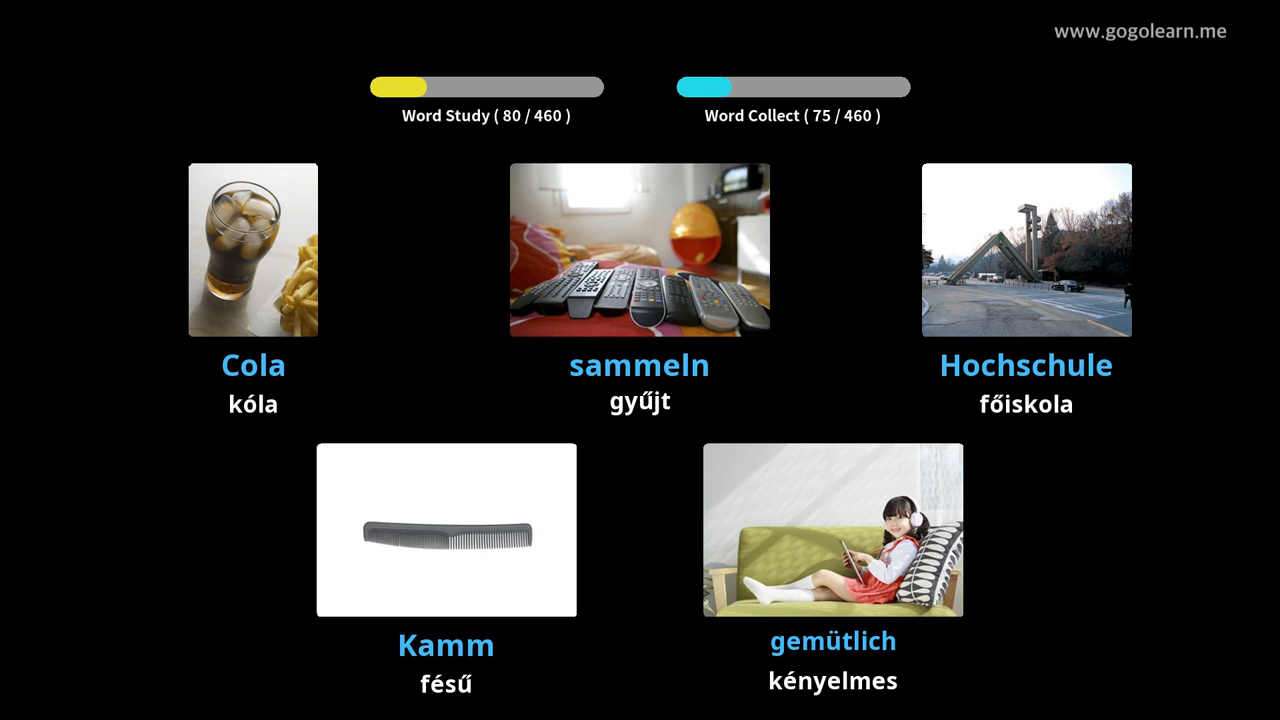 www.gogolearn.me
Word Study ( 80 / 460 )
Word Collect ( 75 / 460 )
Cola
kóla
sammeln
gyűjt
Hochschule
főiskola
Kamm
fésű
gemütlich
kényelmes